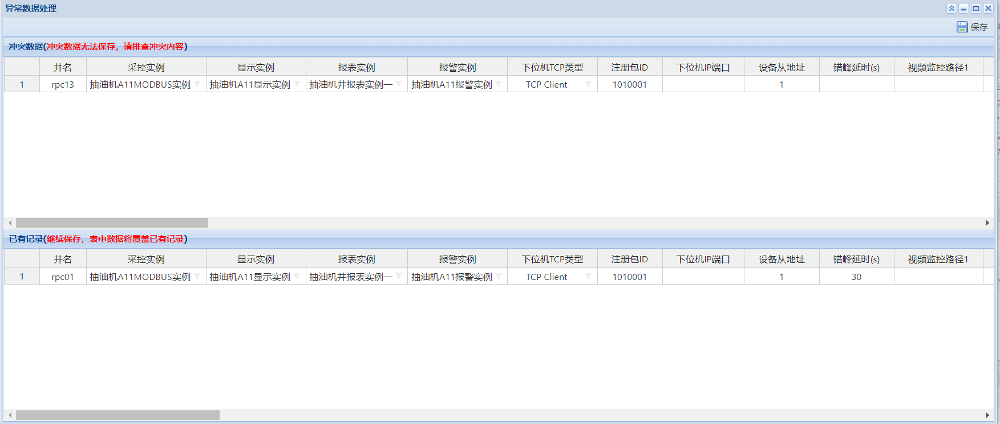 异常数据处理
保存
冲突数据(冲突数据无法保存，请排查冲突内容)
井名 采控实例 显示实例 报表实例 报警实例 下位机TCP类型 注册包ID 下位机IP端口 设备从地址 错峰延时(s) 视频监控路径1
1 rpc13 抽油机A11MODBUS实例 抽油机A11显示实例 抽油机井报表实例一 抽油机A11报警实例 TCP Client 1010001 1
已有记录(继续保存，表中数据将覆盖已有记录)
井名 采控实例 显示实例 报表实例 报警实例 下位机TCP类型 注册包ID 下位机IP端口 设备从地址 错峰延时(s) 视频监控路径1
1 rpc01 抽油机A11MODBUS实例 抽油机A11显示实例 抽油机井报表实例一 抽油机A11报警实例 TCP Client 1010001 1 30